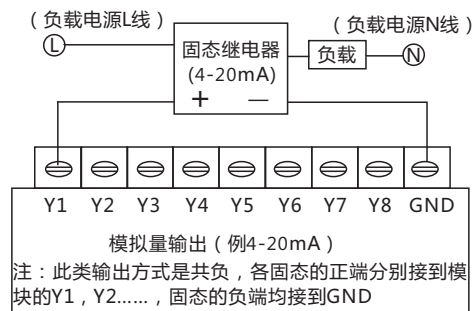 （负载电源L线）
（负载电源N线）
L
固态继电器
(4-20mA)
负载
N
+ —
Y1 Y2 Y3 Y4 Y5 Y6 Y7 Y8 GND
模拟量输出（例4-20mA）
注：此类输出方式是共负，各固态的正端分别接到模
块的Y1，Y2……，固态的负端均接到GND